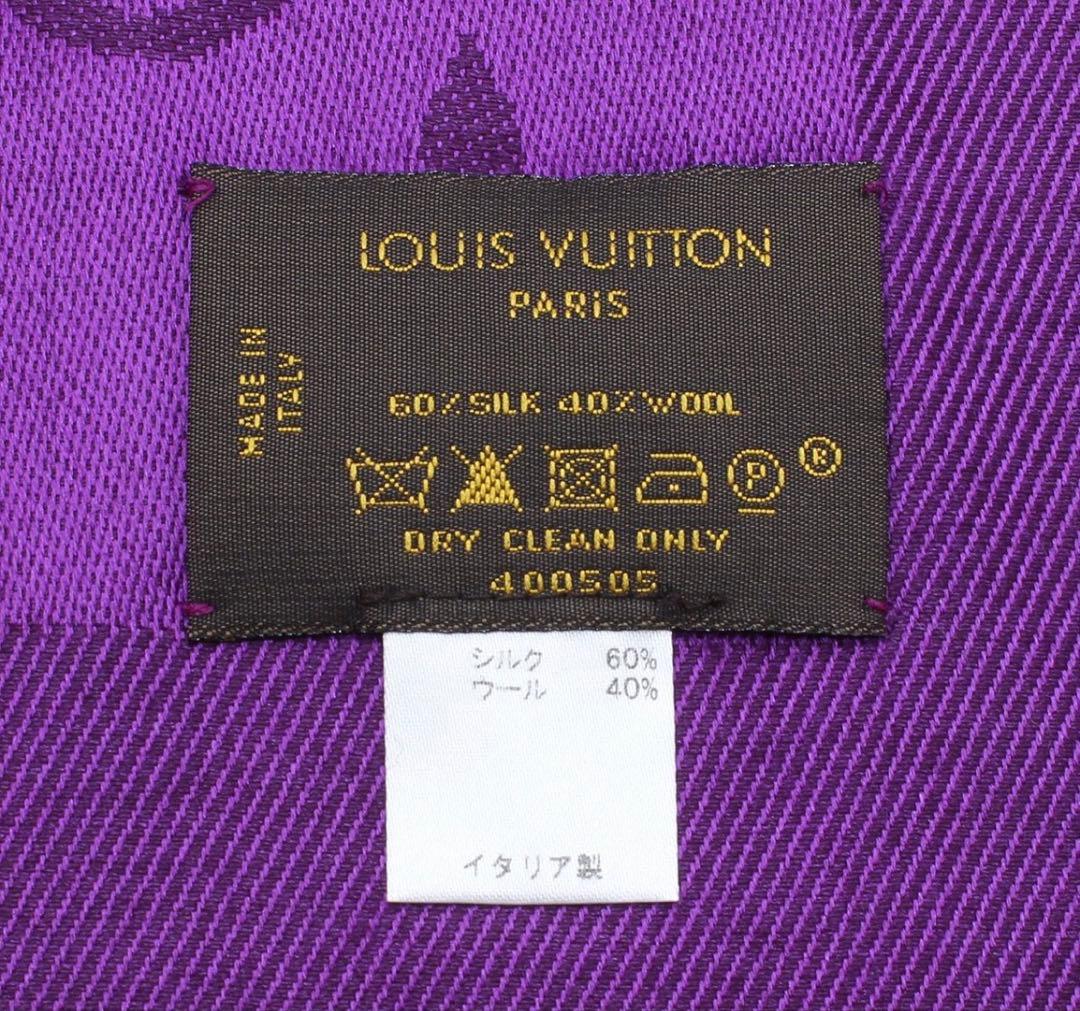 LOUIS VUITTON
PARIS
MADE IN
ITALY
60% SILK 40% WOOL
P ®
DRY CLEAN ONLY
400505
シルク 60%
ウール 40%
イタリア製